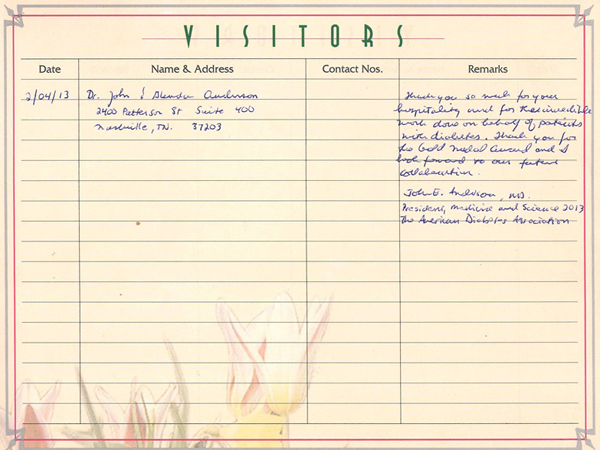 VISITORS
Date
Name & Address
Contact Nos.
Remarks
2/04/13
Dr. John & Anderson
2400 Patterson St Suite 400
Nashville, TN. 37203
Thank you so much for your
hospitality and for the incredible
work done on behalf of patients
with diabetes. Thank you for
the Gold Medal Award and I
look forward to our future
collaboration.
John E. Anderson, MD.
President, Medicine and Science 2013
The American Diabetes Association